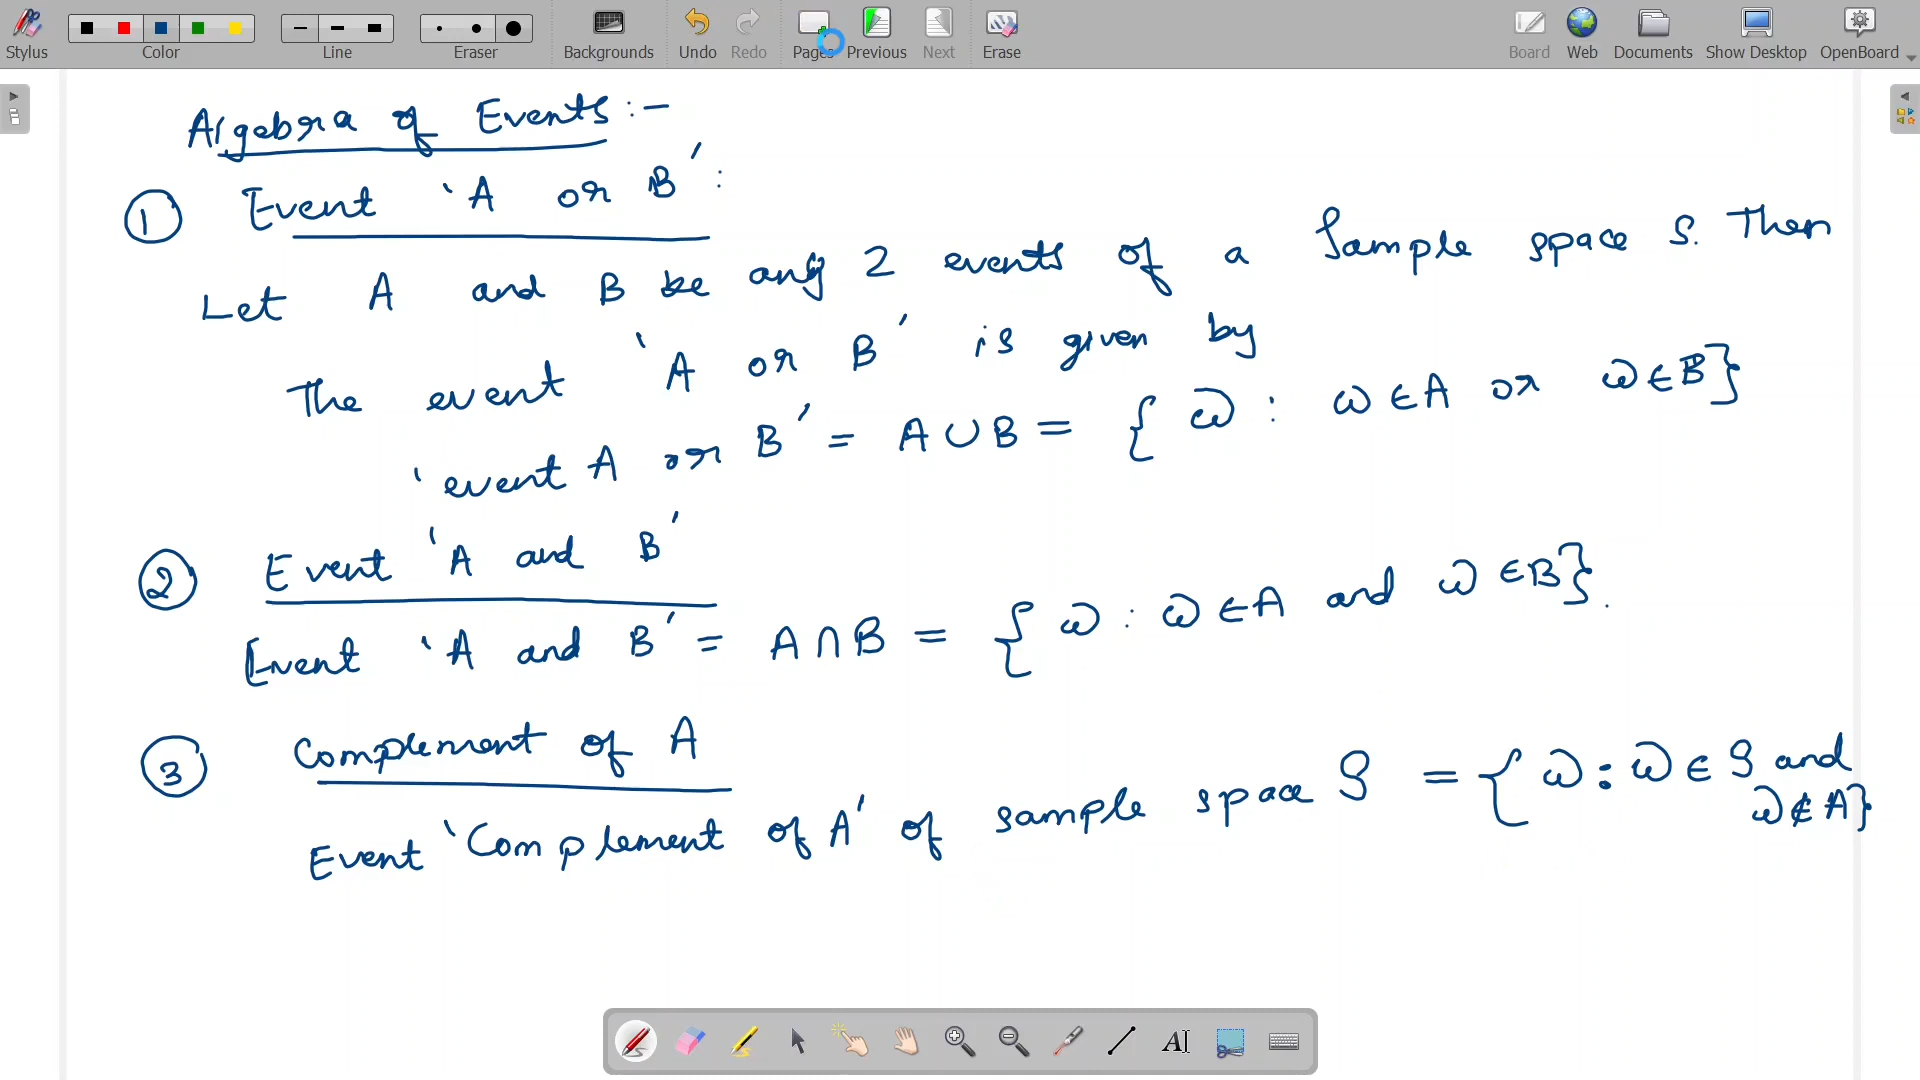 Stylus Color Line Eraser Backgrounds Undo Redo Pages Previous Next Erase Board Web Documents Show Desktop OpenBoard
Algebra of Events :-
① Event 'A or B' :
Let A and B be any 2 events of a Sample space S. Then
The event 'A or B' is given by
'event A or B' = A ∪ B = { ω : ω ∈ A or ω ∈ B }
② Event 'A and B'
Event 'A and B' = A ∩ B = { ω : ω ∈ A and ω ∈ B }.
③ Complement of A
Event 'Complement of A' of sample space S = { ω : ω ∈ S and
ω ∉ A }
AI